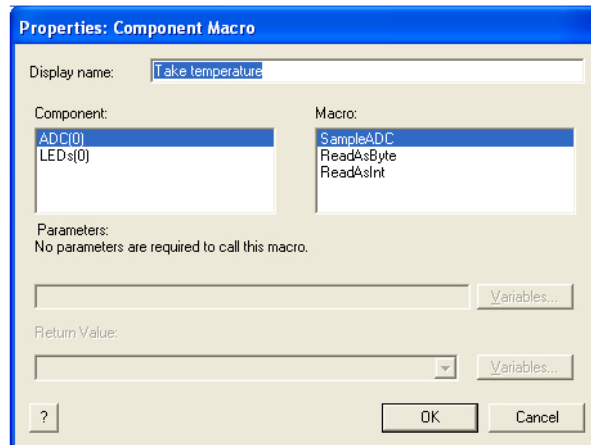 Properties: Component Macro
Display name: Take temperature
Component: Macro:
ADC(0) SampleADC
LEDs(0) ReadAsByte
ReadAsInt
Parameters:
No parameters are required to call this macro.
Variables...
Return Value:
Variables...
? OK Cancel